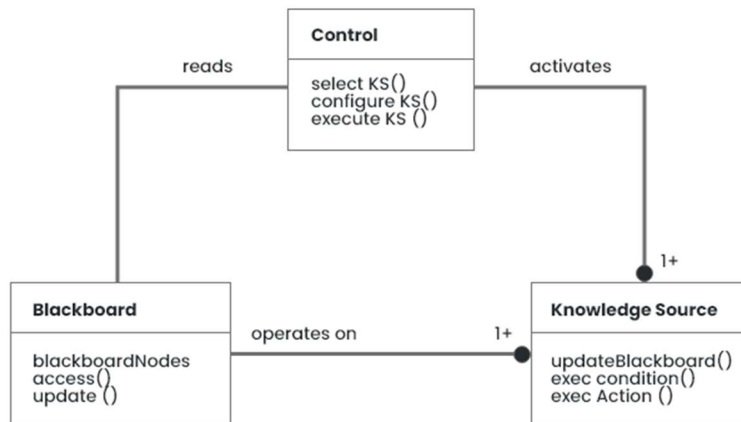 Control
reads
activates
select KS()
configure KS()
execute KS ()
1+
Blackboard
operates on
1+
Knowledge Source
blackboardNodes
access()
update ()
updateBlackboard()
exec condition()
exec Action ()